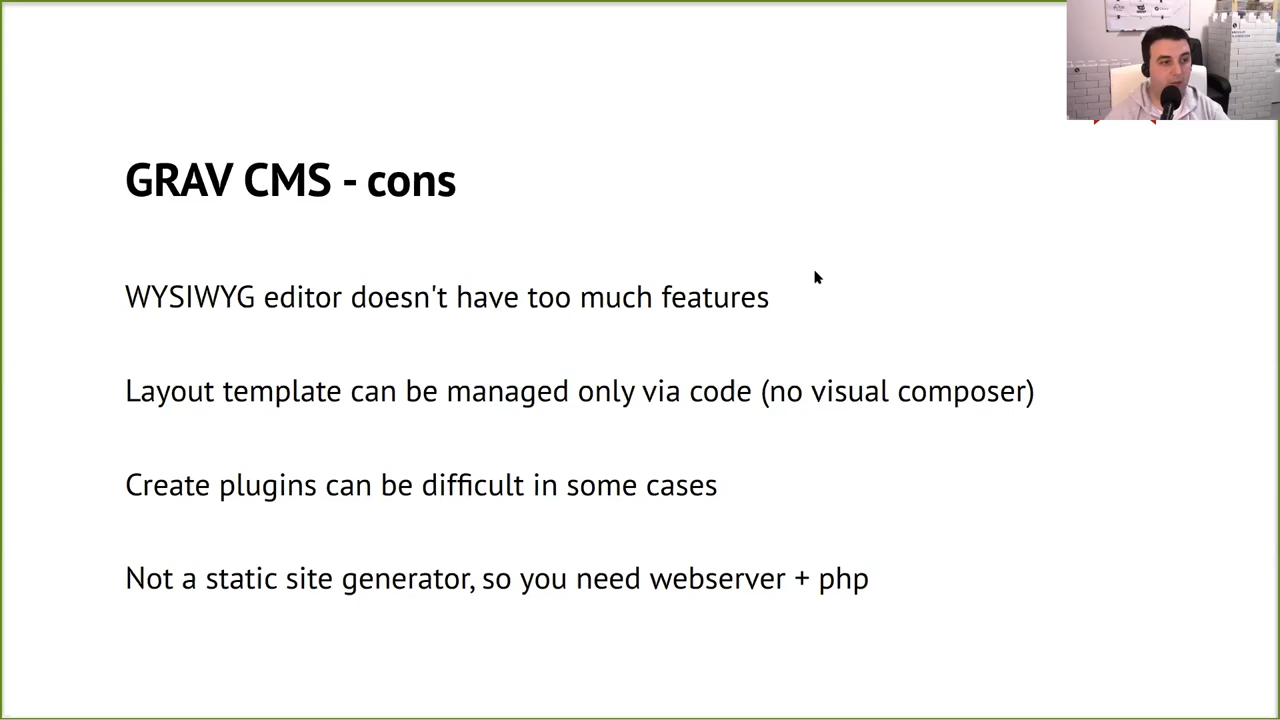 GRAV CMS - cons
WYSIWYG editor doesn't have too much features
Layout template can be managed only via code (no visual composer)
Create plugins can be difficult in some cases
Not a static site generator, so you need webserver + php